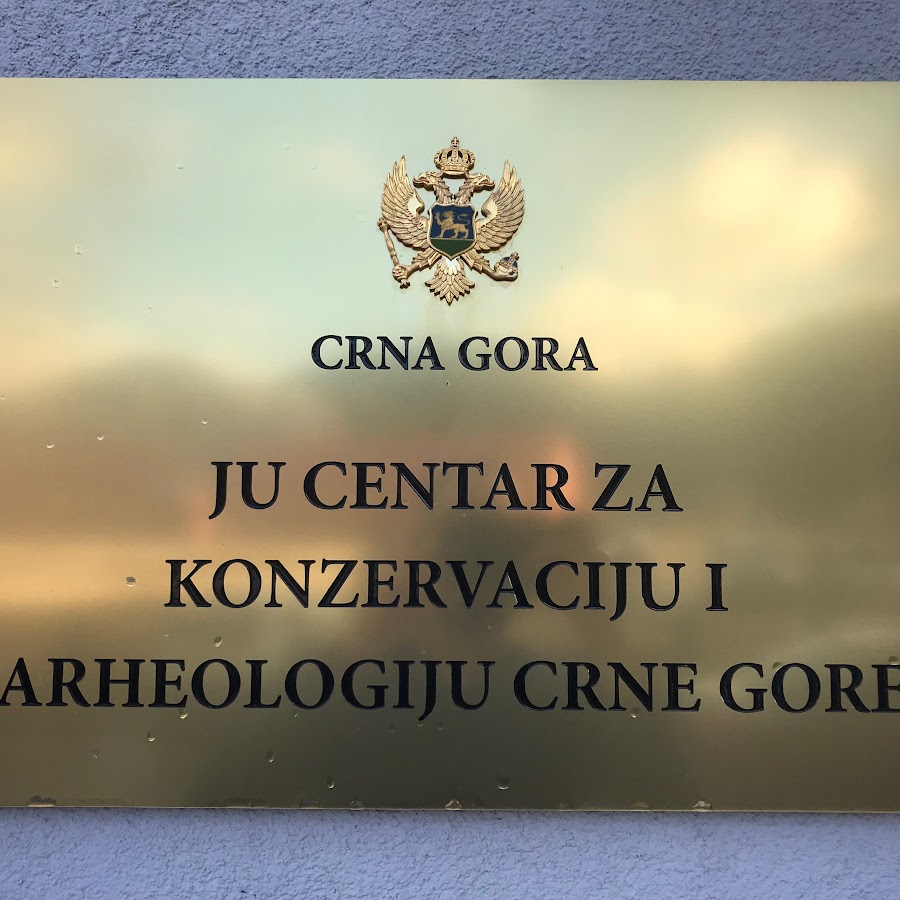 CRNA GORA
JU CENTAR ZA
KONZERVACIJU I
ARHEOLOGIJU CRNE GORE